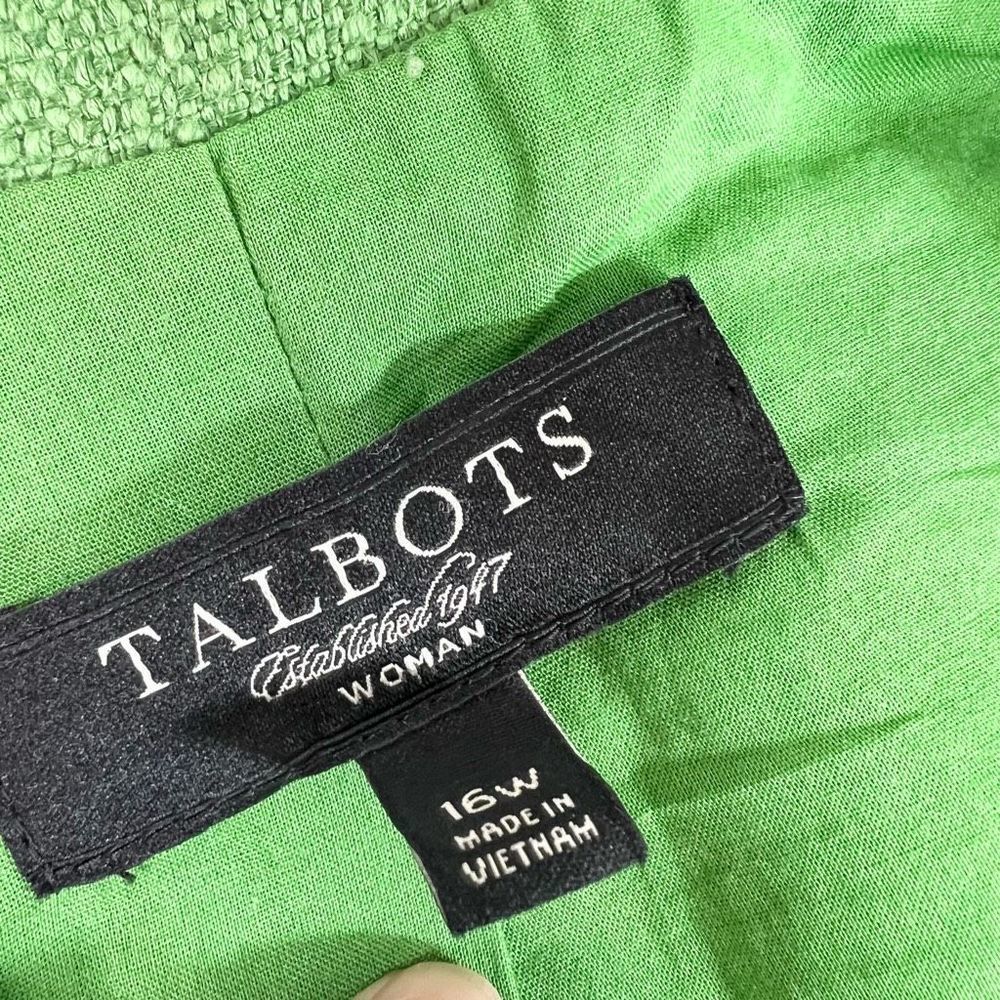 TALBOTS
Established 1947
WOMAN
16W
MADE IN
VIETNAM